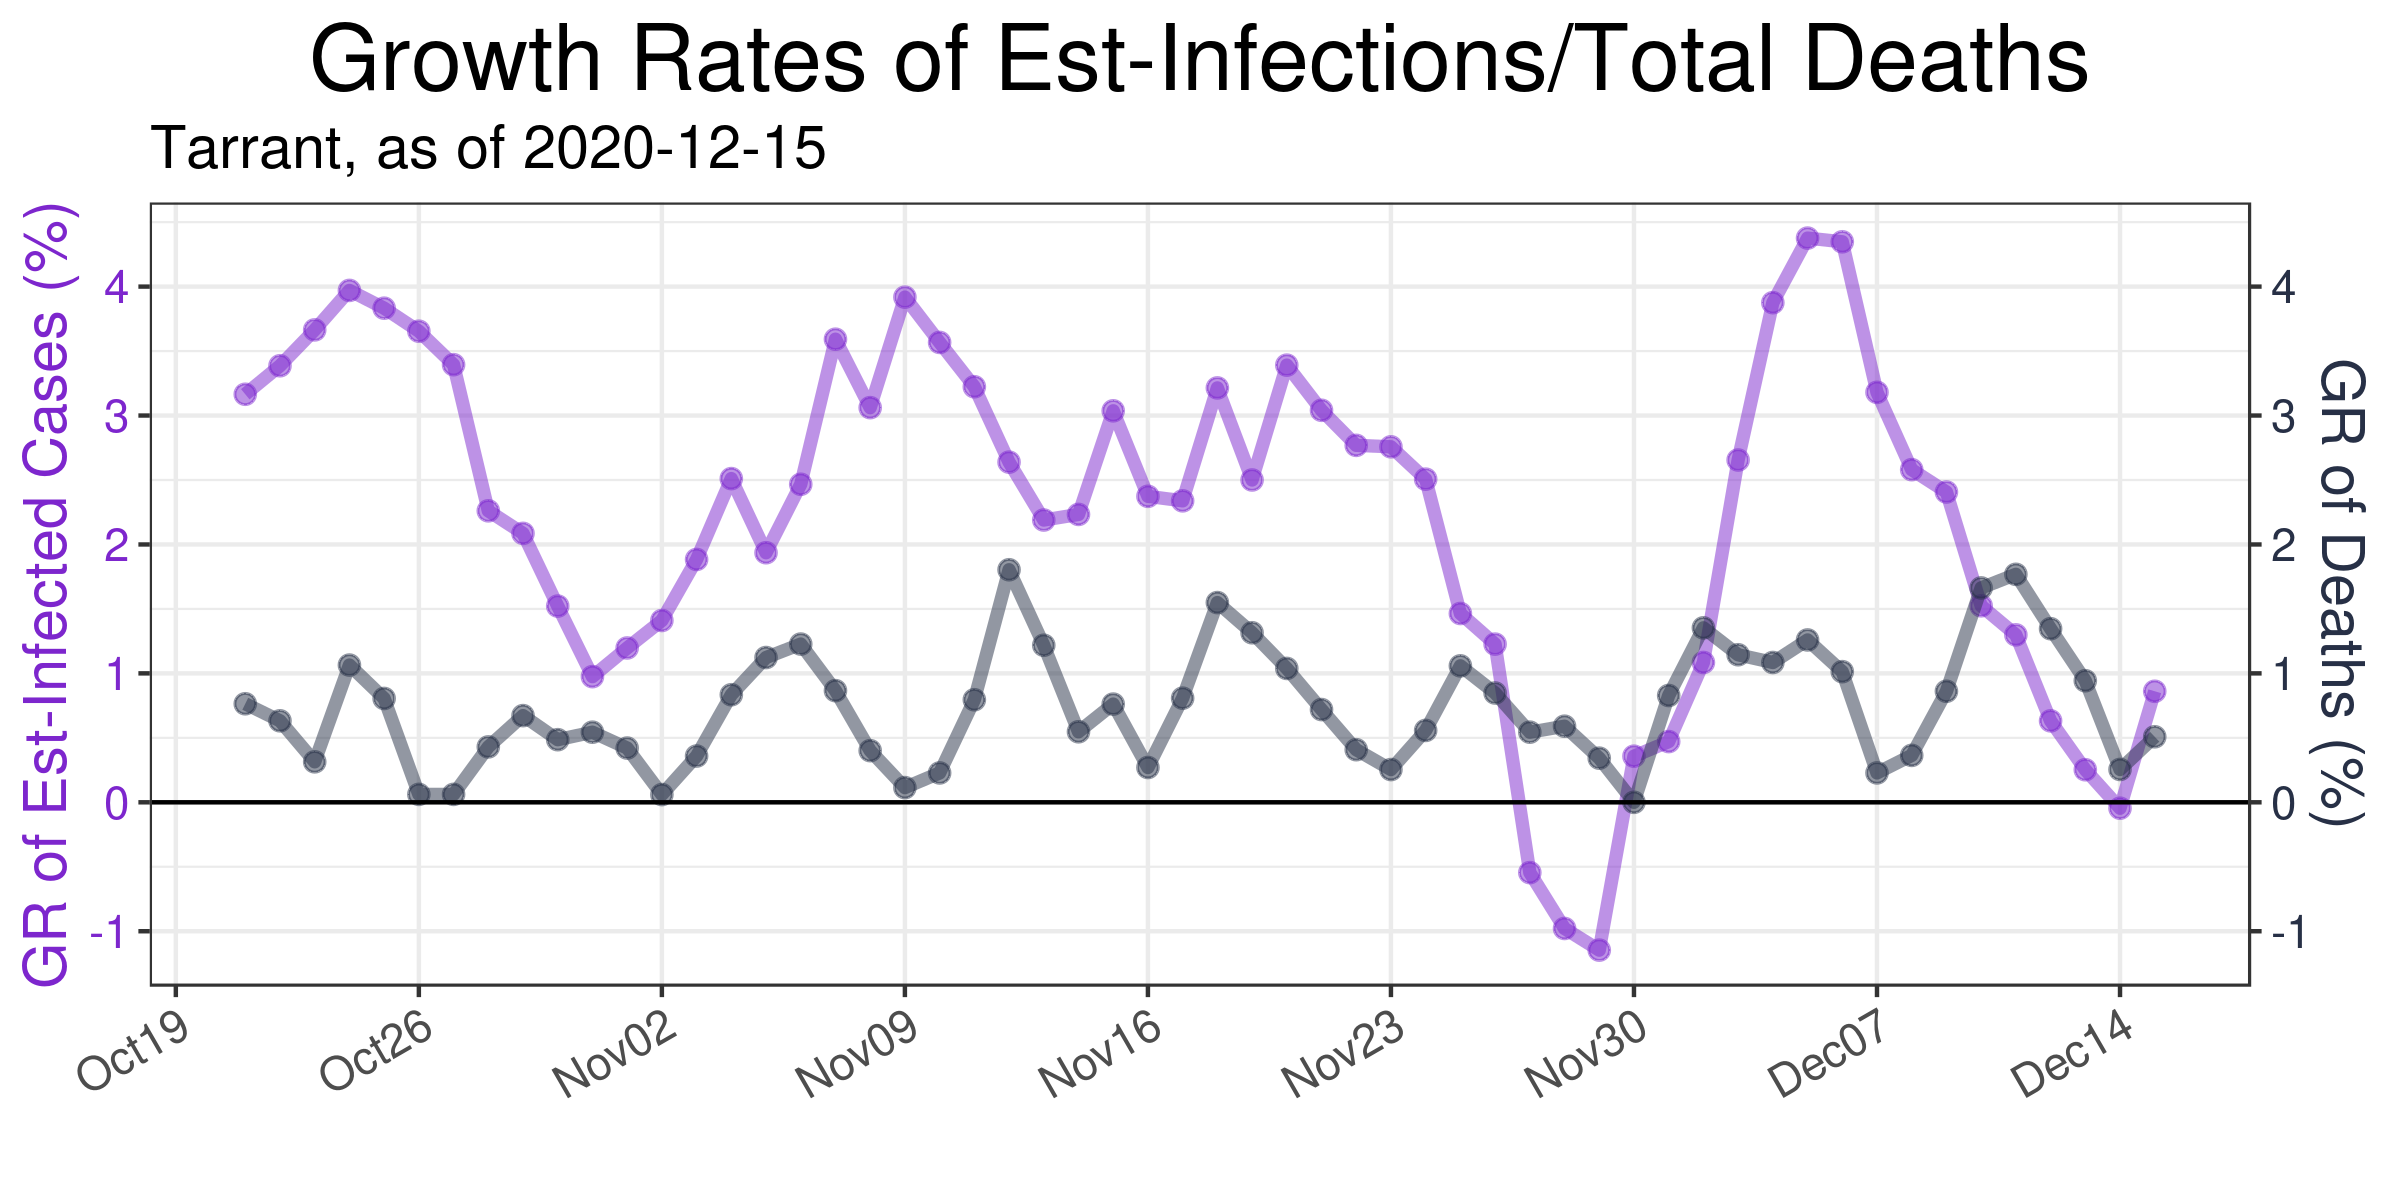 Growth Rates of Est-Infections/Total Deaths
Tarrant, as of 2020-12-15
GR of Est-Infected Cases (%)
4
3
2
1
0
-1
4
3
2
1
0
-1
GR of Deaths (%)
Oct19
Oct26
Nov02
Nov09
Nov16
Nov23
Nov30
Dec07
Dec14